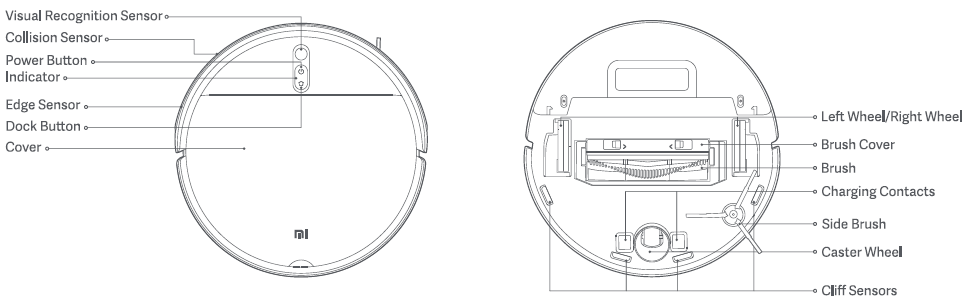 Visual Recognition Sensor
Collision Sensor
Power Button
Indicator
Edge Sensor
Dock Button
Cover
mi
Left Wheel/Right Wheel
Brush Cover
Brush
Charging Contacts
Side Brush
Caster Wheel
Cliff Sensors